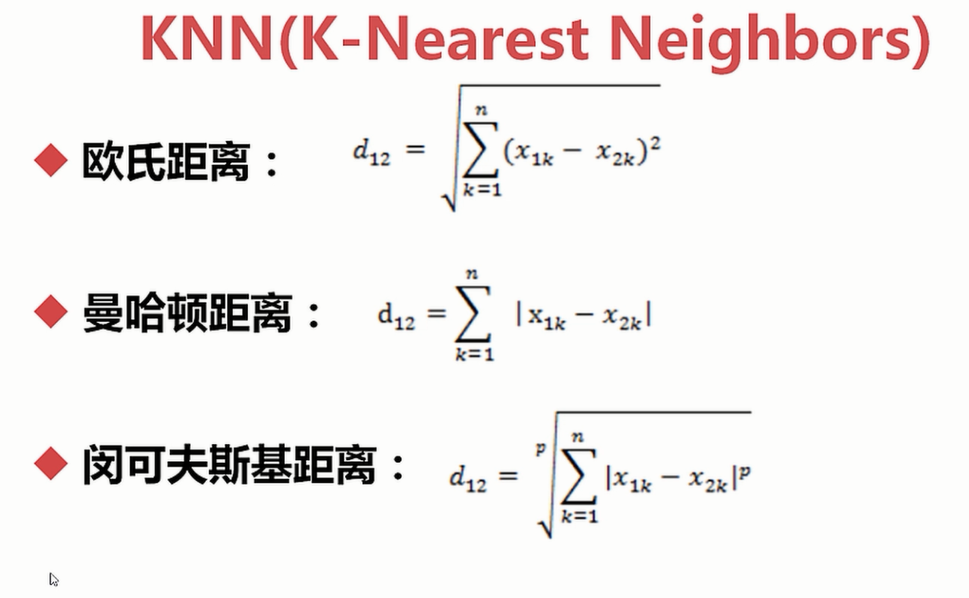 KNN(K-Nearest Neighbors)
◆ 欧氏距离： $d_{12} = \sqrt{\sum_{k=1}^{n}(x_{1k} - x_{2k})^2}$
◆ 曼哈顿距离： $d_{12} = \sum_{k=1}^{n} |x_{1k} - x_{2k}|$
◆ 闵可夫斯基距离： $d_{12} = \sqrt[p]{\sum_{k=1}^{n}|x_{1k} - x_{2k}|^p}$